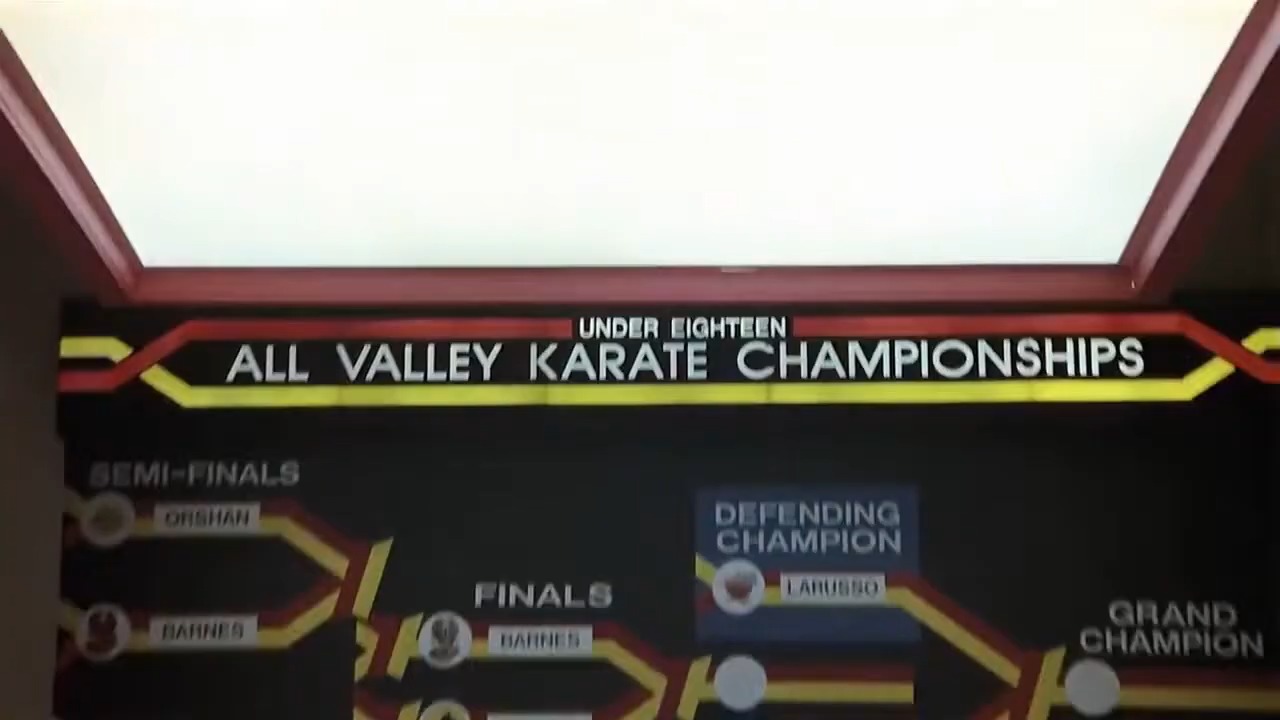 UNDER EIGHTEEN
ALL VALLEY KARATE CHAMPIONSHIPS
SEMI-FINALS
ORSHAN
BARNES
FINALS
BARNES
DEFENDING
CHAMPION
LARUSSO
GRAND
CHAMPION